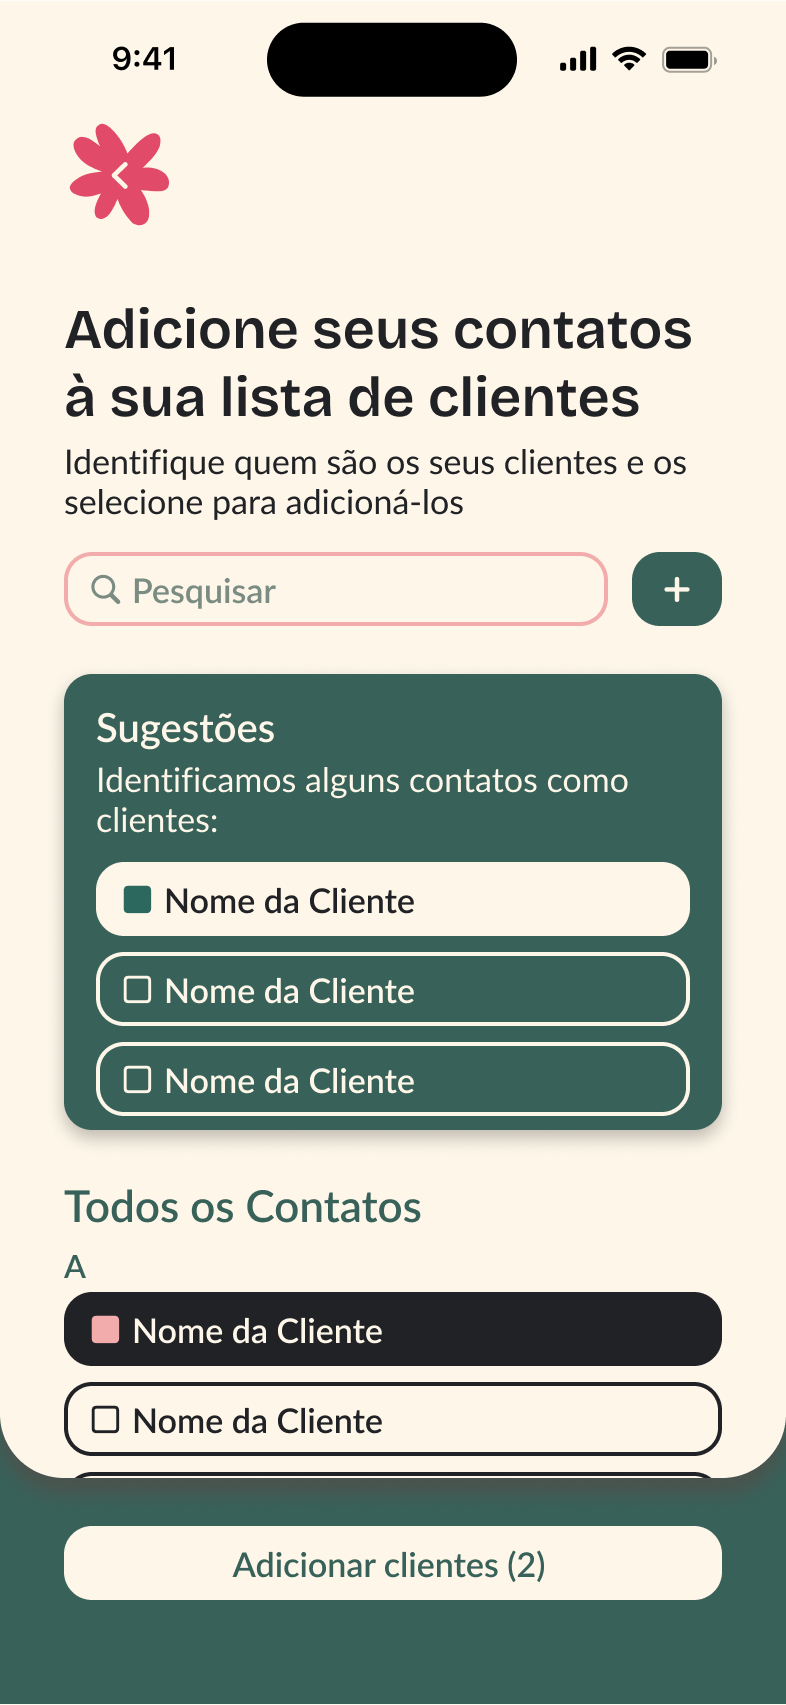 9:41
Adicione seus contatos
à sua lista de clientes
Identifique quem são os seus clientes e os
selecione para adicioná-los
Pesquisar
Sugestões
Identificamos alguns contatos como
clientes:
Nome da Cliente
Nome da Cliente
Nome da Cliente
Todos os Contatos
A
Nome da Cliente
Nome da Cliente
Adicionar clientes (2)